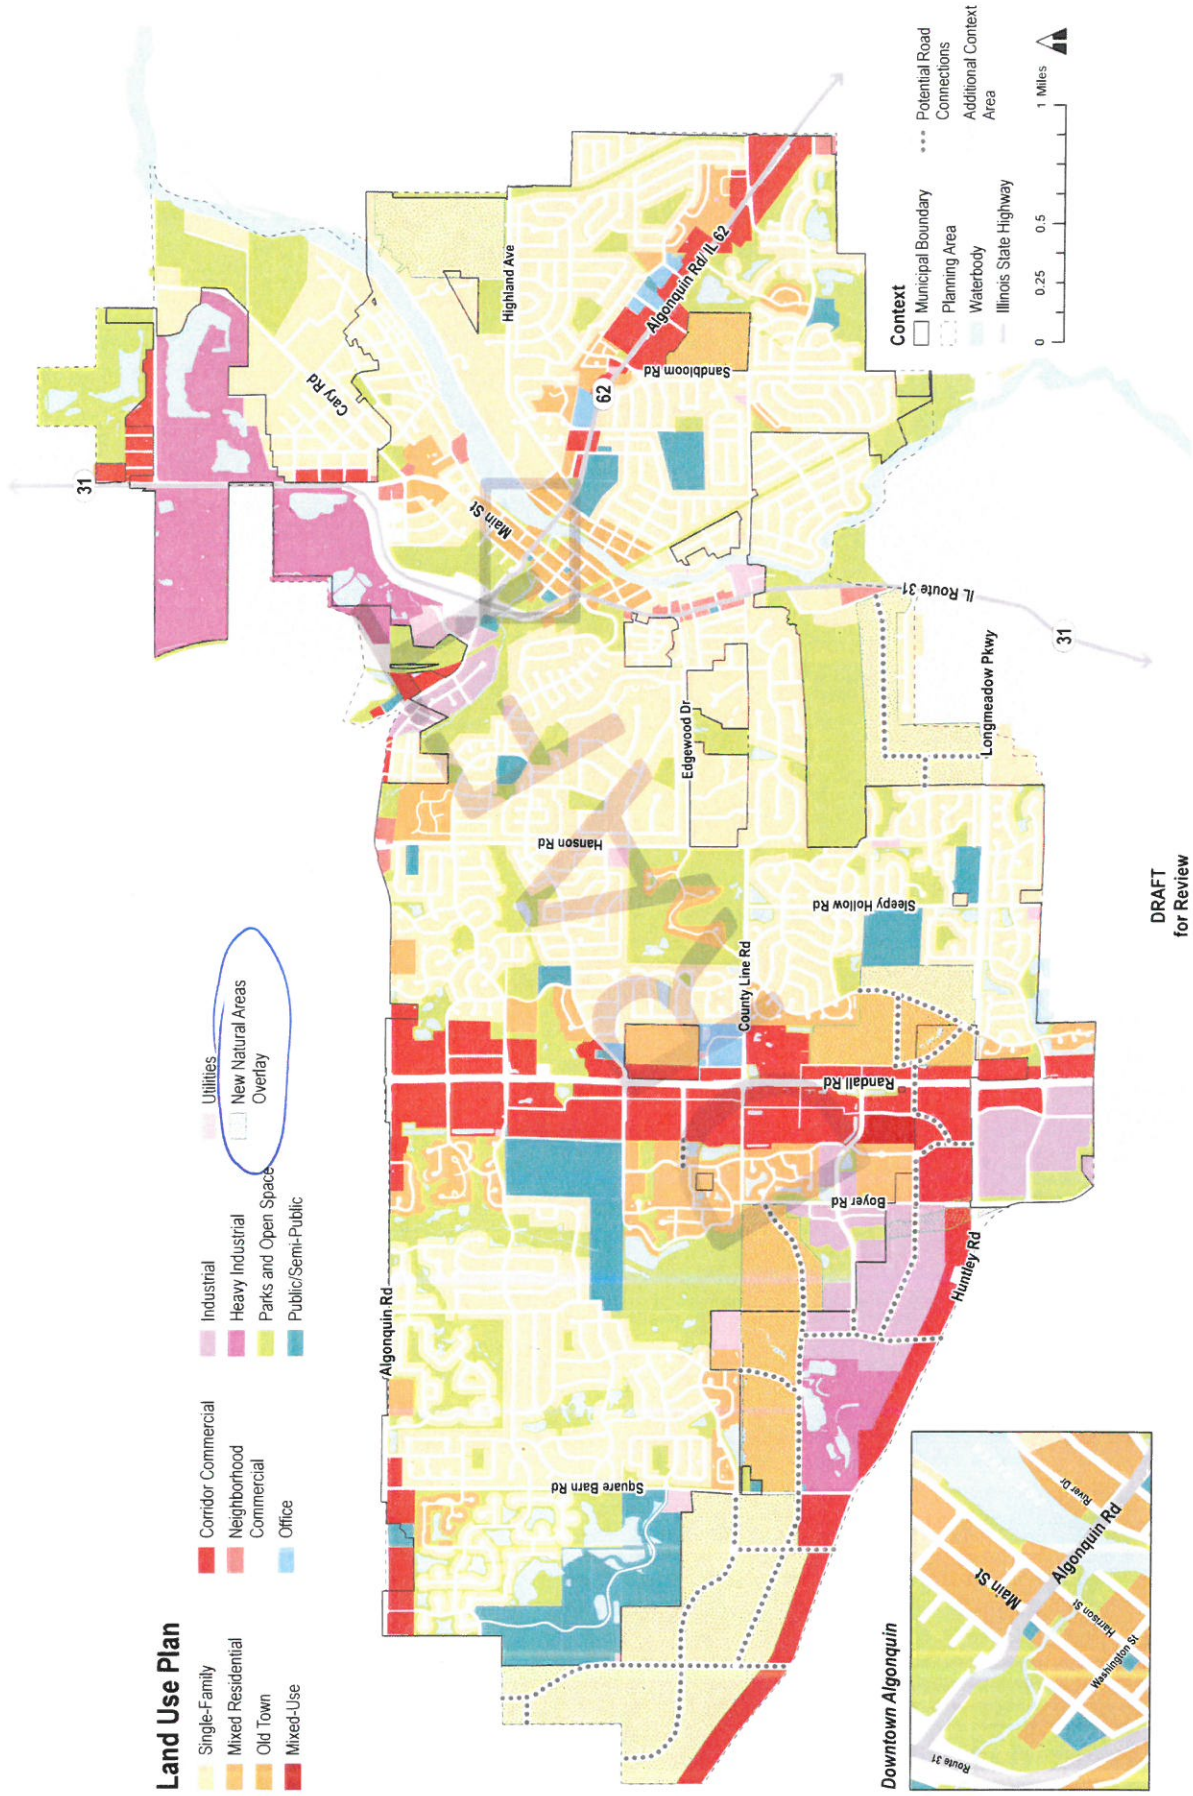 Land Use Plan
Single-Family
Mixed Residential
Old Town
Mixed-Use
Corridor Commercial
Neighborhood
Commercial
Office
Industrial
Heavy Industrial
Parks and Open Space
Public/Semi-Public
Utilities
New Natural Areas
Overlay
Algonquin Rd
Square Barn Rd
Huntley Rd
Boyer Rd
Randall Rd
County Line Rd
Sleepy Hollow Rd
Hanson Rd
Edgewood Dr
Longmeadow Pkwy
IL Route 31
31
31
Main St
Cary Rd
Highland Ave
62
Sandbloom Rd
Algonquin Rd/ IL 62
Context
Municipal Boundary
Planning Area
Waterbody
Illinois State Highway
Potential Road
Connections
Additional Context
Area
0
0.25
0.5
1 Miles
Downtown Algonquin
Route 31
Main St
Algonquin Rd
River Dr
Harrison St
Washington St
DRAFT
for Review